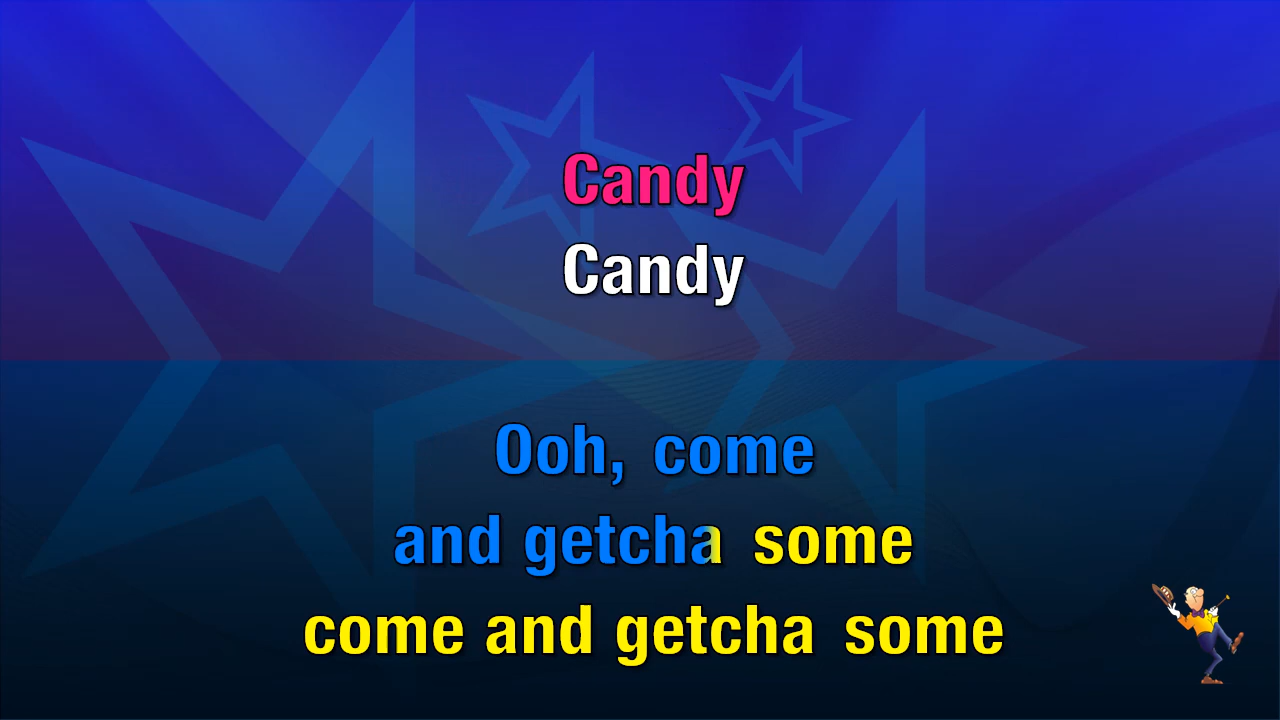 Candy
Candy
Ooh, come
and getcha some
come and getcha some